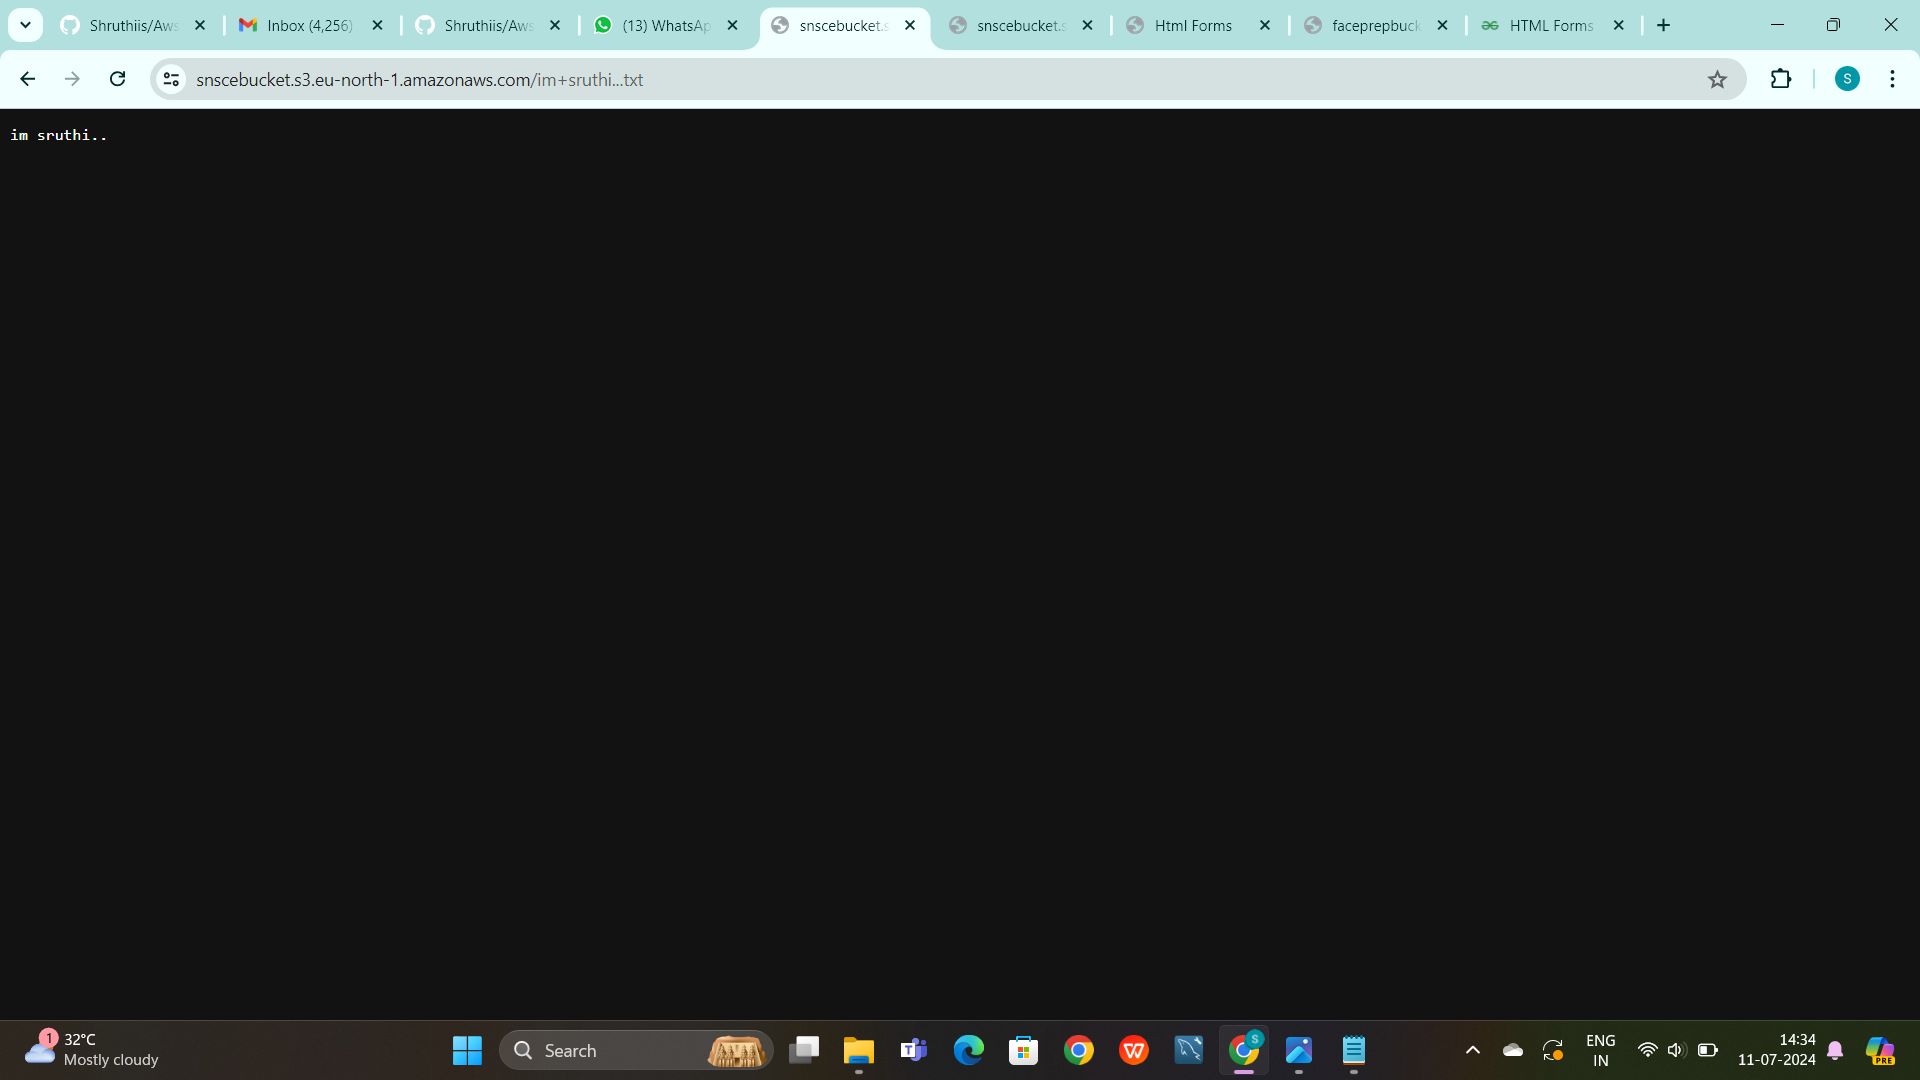 Shruthiis/Aws
Inbox (4,256)
Shruthiis/Aws
(13) WhatsAp
snscebucket.s
snscebucket.s
Html Forms
faceprepbuck
HTML Forms
snscebucket.s3.eu-north-1.amazonaws.com/im+sruthi...txt
S
im sruthi..
1
32°C
Mostly cloudy
Search
S
ENG
IN
14:34
11-07-2024
PRE